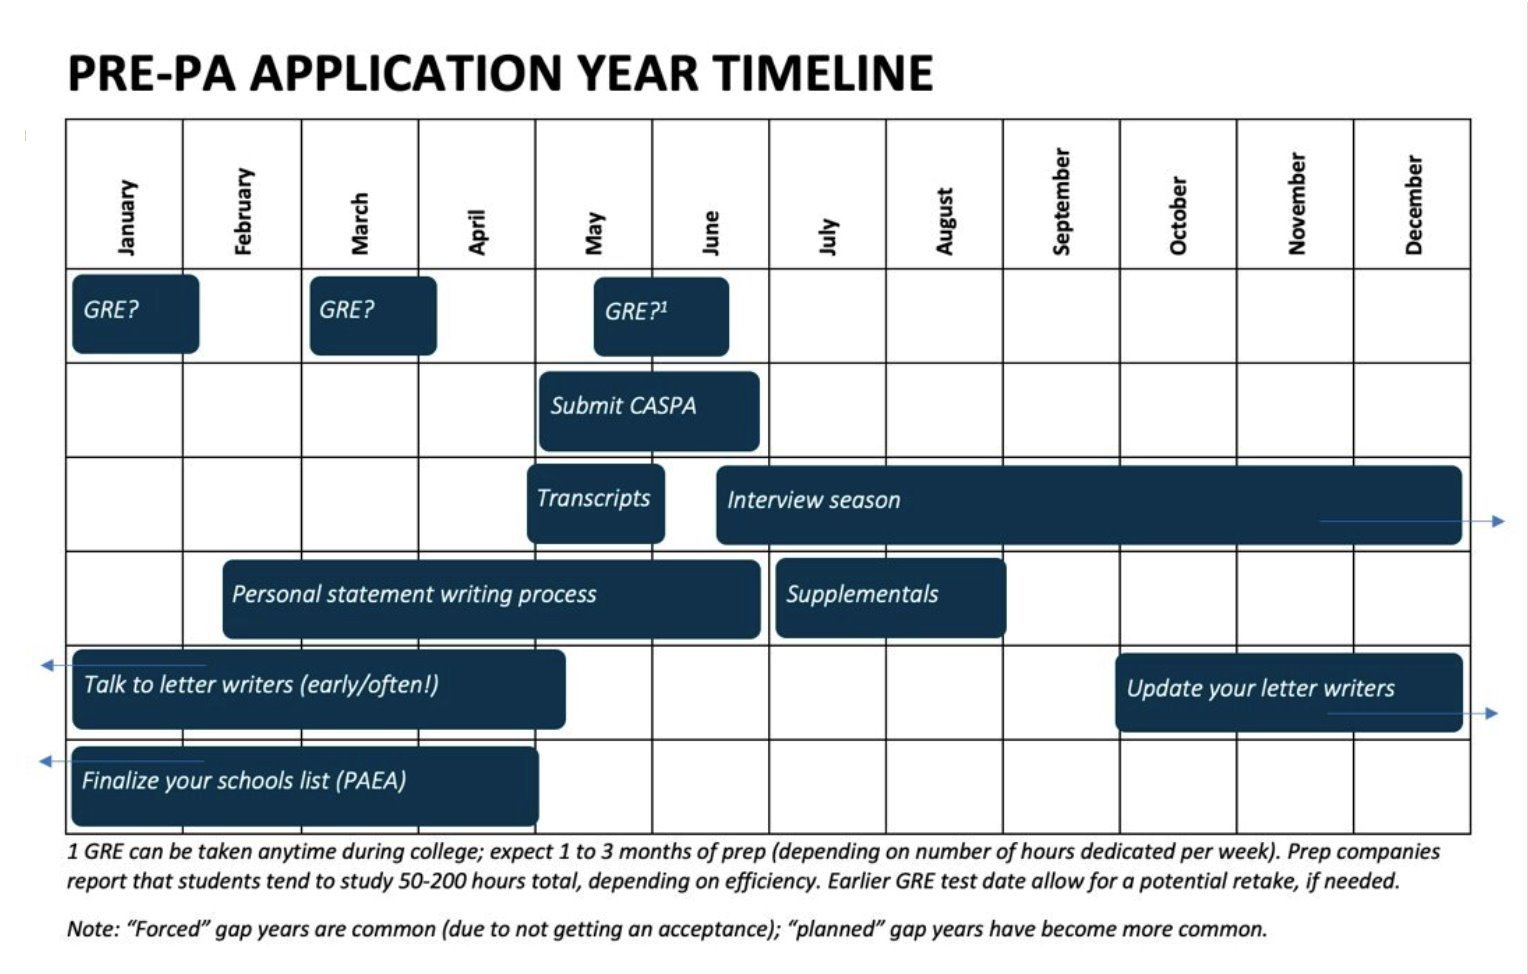 PRE-PA APPLICATION YEAR TIMELINE
January
February
March
April
May
June
July
August
September
October
November
December
GRE?
GRE?
GRE?¹
Submit CASPA
Transcripts
Interview season
Personal statement writing process
Supplementals
Talk to letter writers (early/often!)
Update your letter writers
Finalize your schools list (PAEA)
1 GRE can be taken anytime during college; expect 1 to 3 months of prep (depending on number of hours dedicated per week). Prep companies
report that students tend to study 50-200 hours total, depending on efficiency. Earlier GRE test date allow for a potential retake, if needed.
Note: “Forced” gap years are common (due to not getting an acceptance); “planned” gap years have become more common.